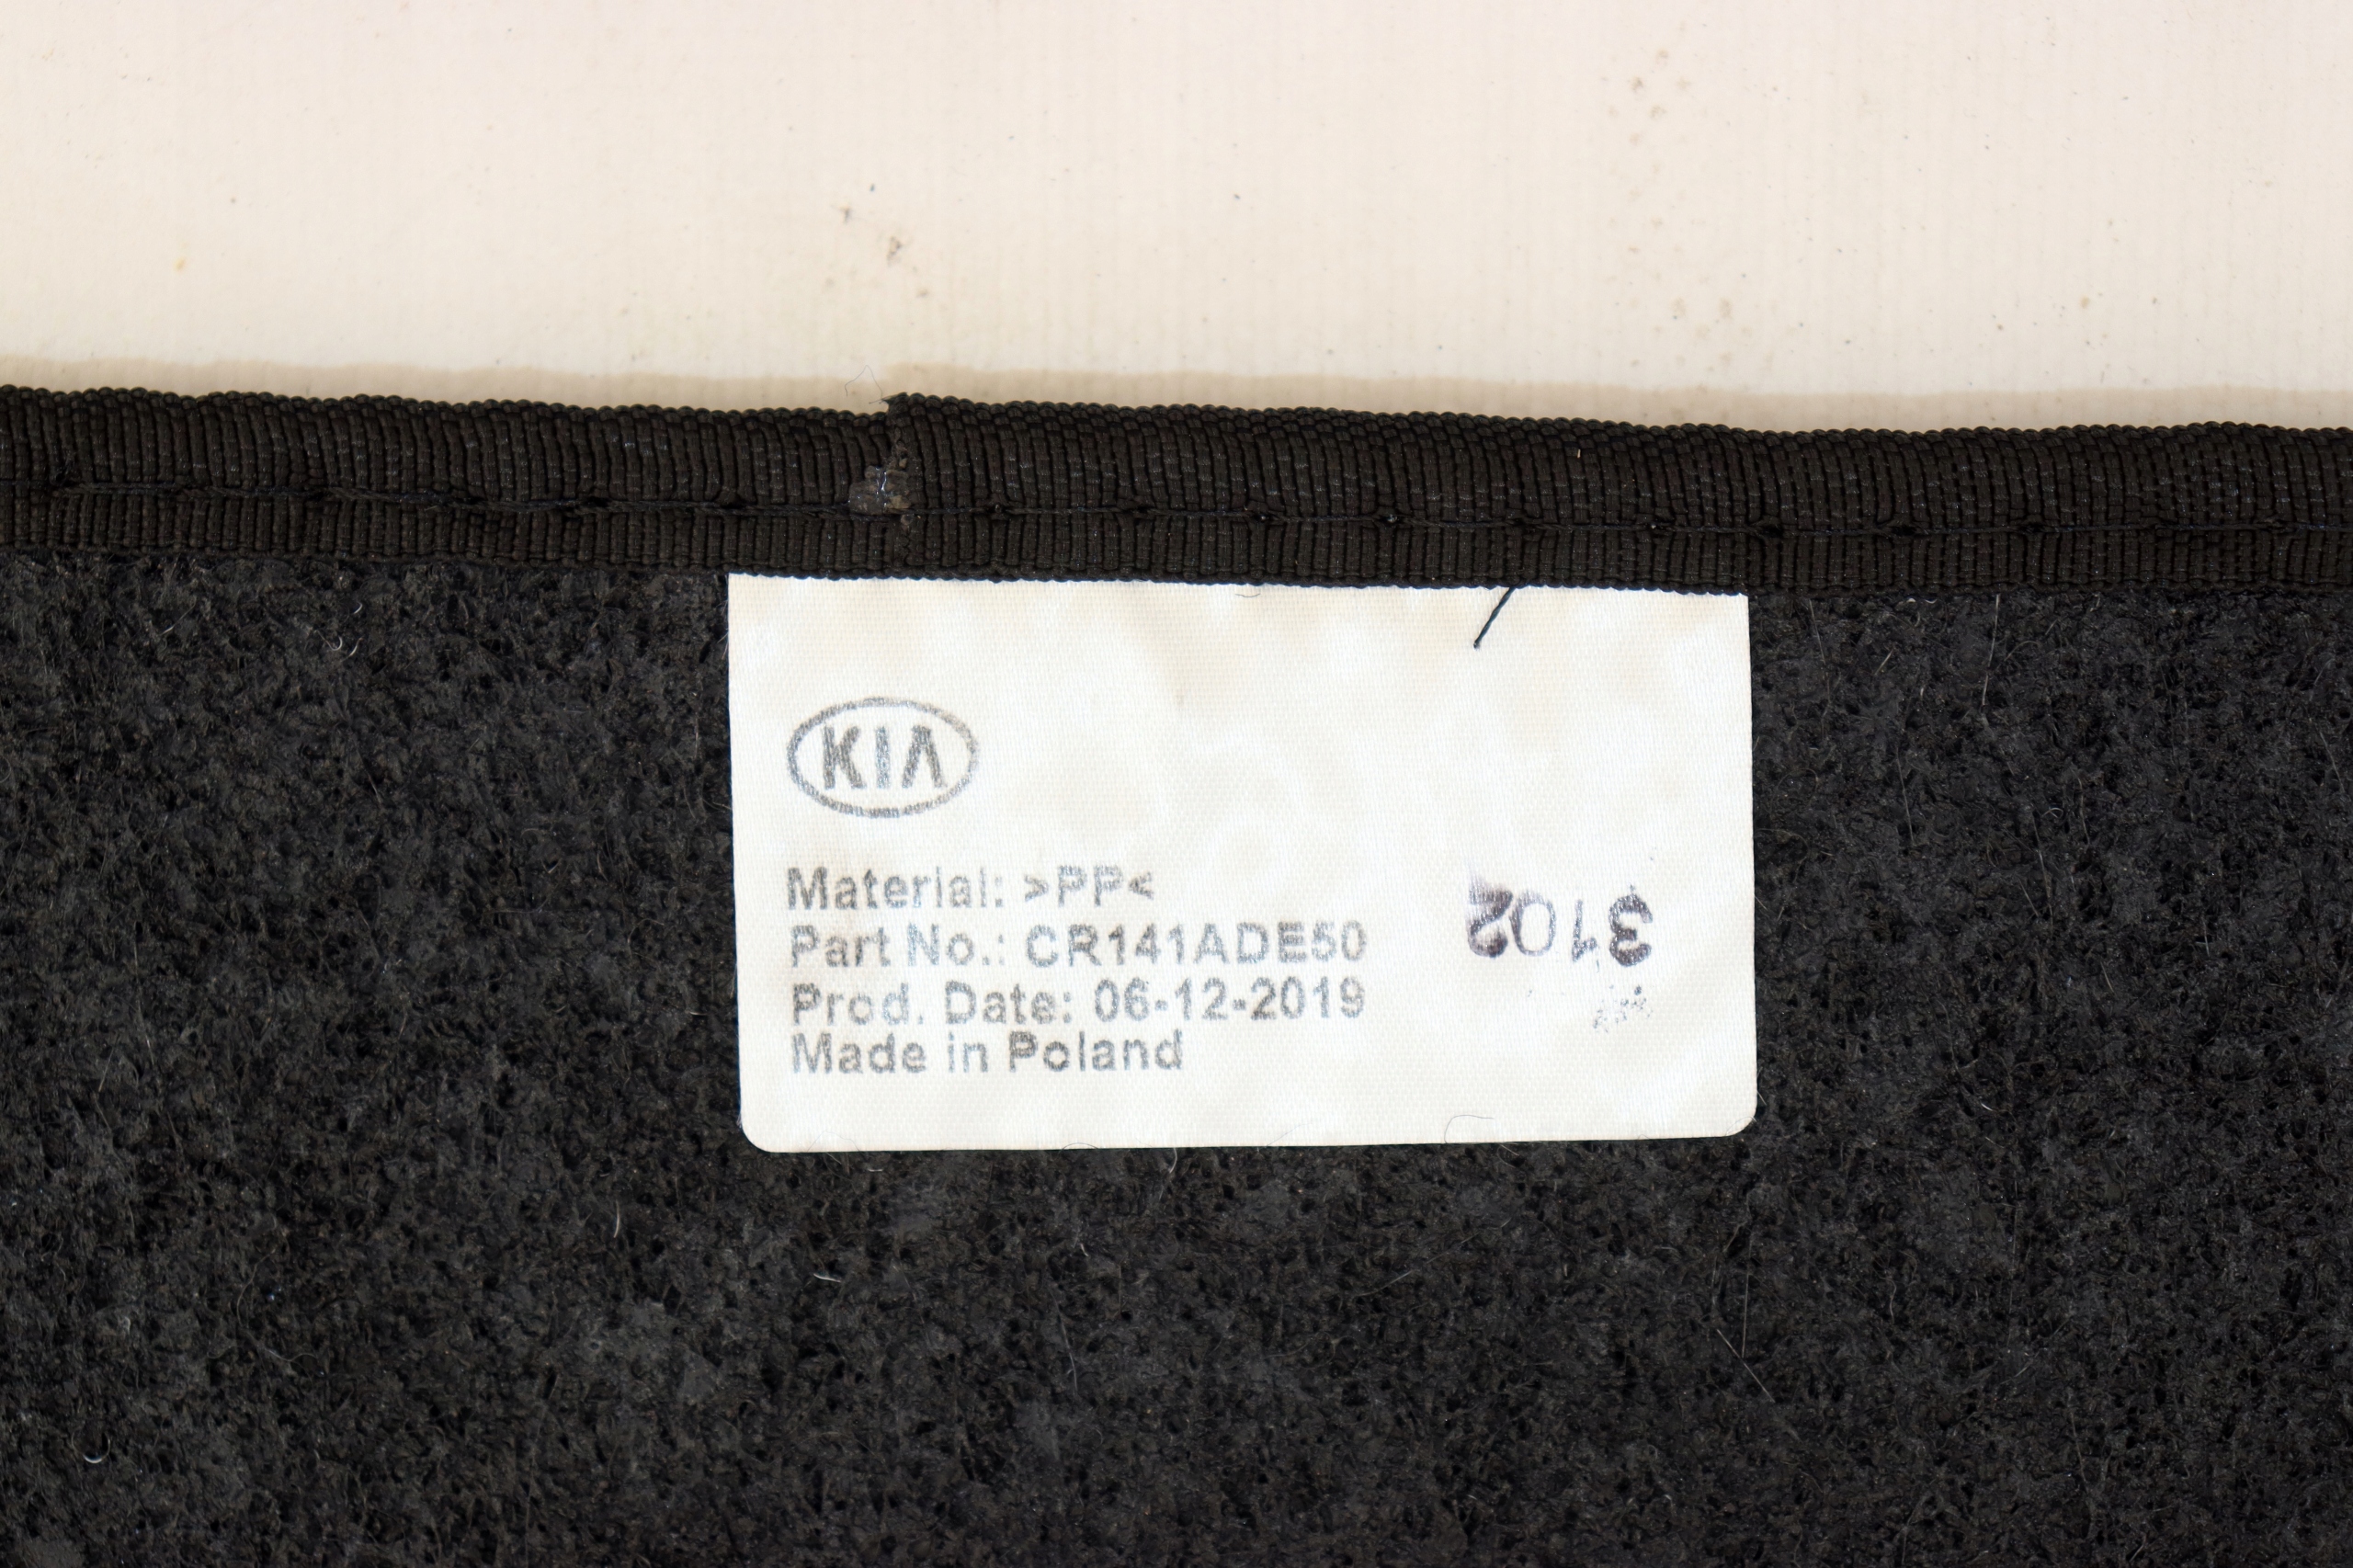 KIA
Material: >PP<
Part No.: CR141ADE50
Prod. Date: 06-12-2019
Made in Poland
3102